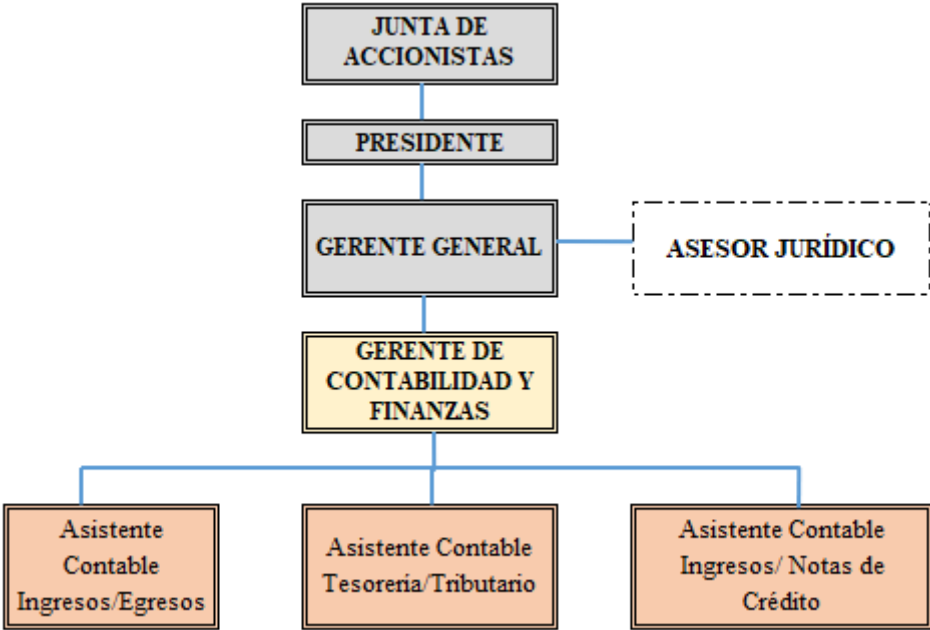 JUNTA DE
ACCIONISTAS
PRESIDENTE
GERENTE GENERAL
ASESOR JURÍDICO
GERENTE DE
CONTABILIDAD Y
FINANZAS
Asistente
Contable
Ingresos/Egresos
Asistente Contable
Tesorería/Tributario
Asistente Contable
Ingresos/ Notas de
Crédito